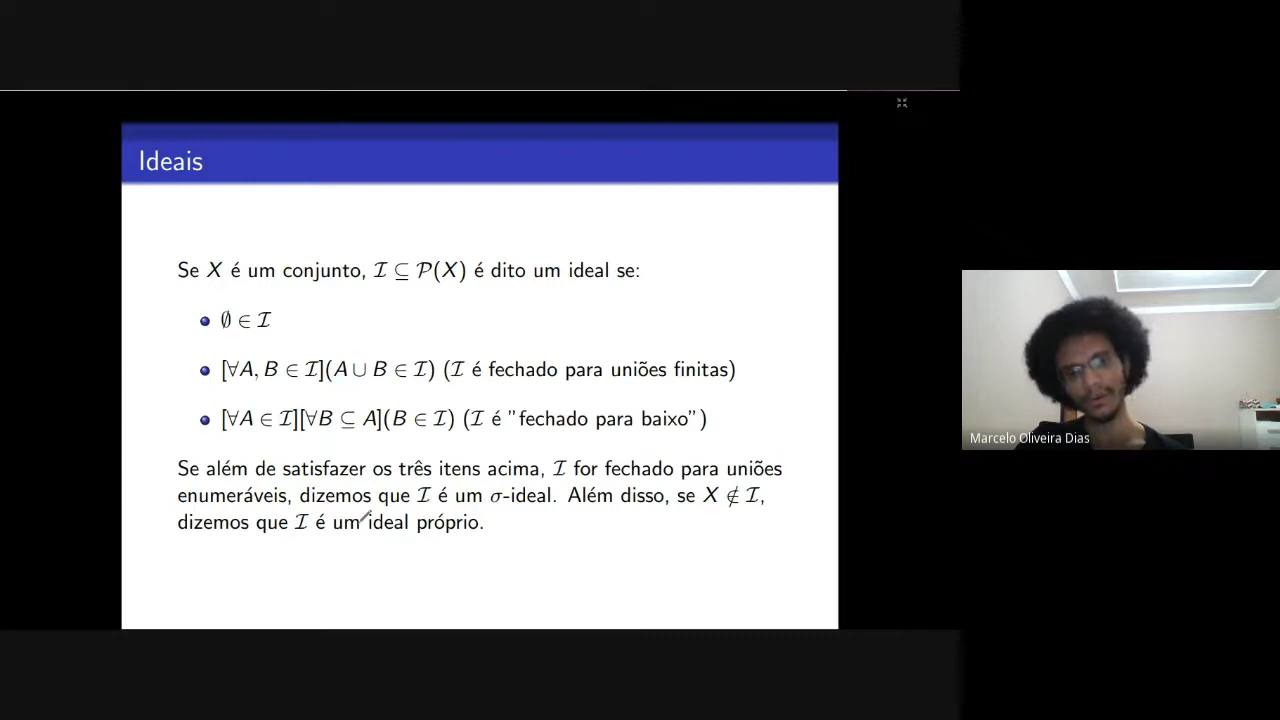 Ideais
Se X é um conjunto, ℐ ⊆ 𝒫(X) é dito um ideal se:
∅ ∈ ℐ
[∀A, B ∈ ℐ](A ∪ B ∈ ℐ) (ℐ é fechado para uniões finitas)
[∀A ∈ ℐ][∀B ⊆ A](B ∈ ℐ) (ℐ é ”fechado para baixo”)
Se além de satisfazer os três itens acima, ℐ for fechado para uniões
enumeráveis, dizemos que ℐ é um σ-ideal. Além disso, se X ∉ ℐ,
dizemos que ℐ é um ideal próprio.
Marcelo Oliveira Dias